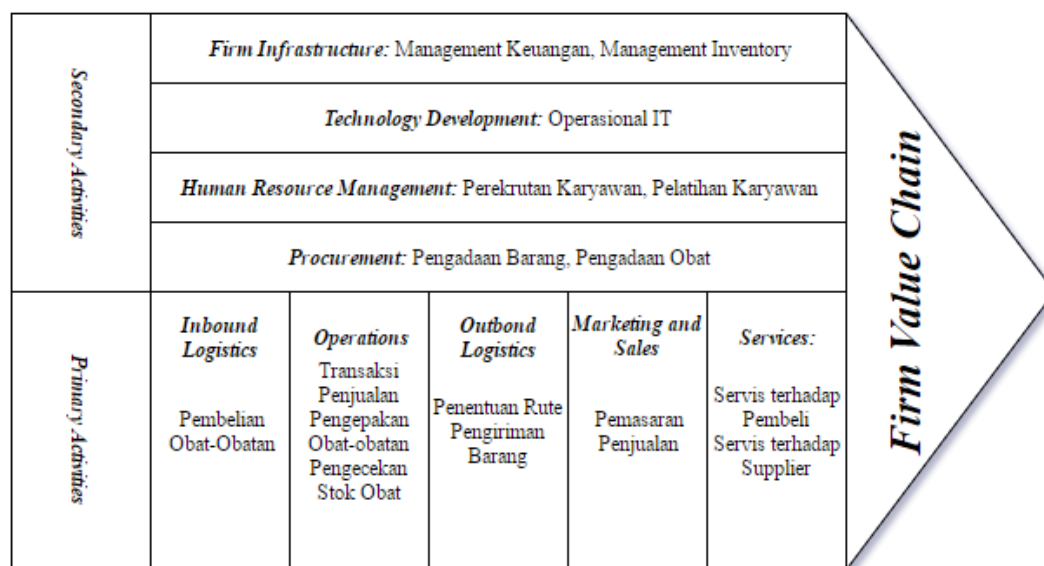 Secondary Activities
Firm Infrastructure: Management Keuangan, Management Inventory
Technology Development: Operasional IT
Human Resource Management: Perekrutan Karyawan, Pelatihan Karyawan
Procurement: Pengadaan Barang, Pengadaan Obat
Primary Activities
Inbound
Logistics
Pembelian
Obat-Obatan
Operations
Transaksi
Penjualan
Pengepakan
Obat-obatan
Pengecekan
Stok Obat
Outbond
Logistics
Penentuan Rute
Pengiriman
Barang
Marketing and
Sales
Pemasaran
Penjualan
Services:
Servis terhadap
Pembeli
Servis terhadap
Supplier
Firm Value Chain